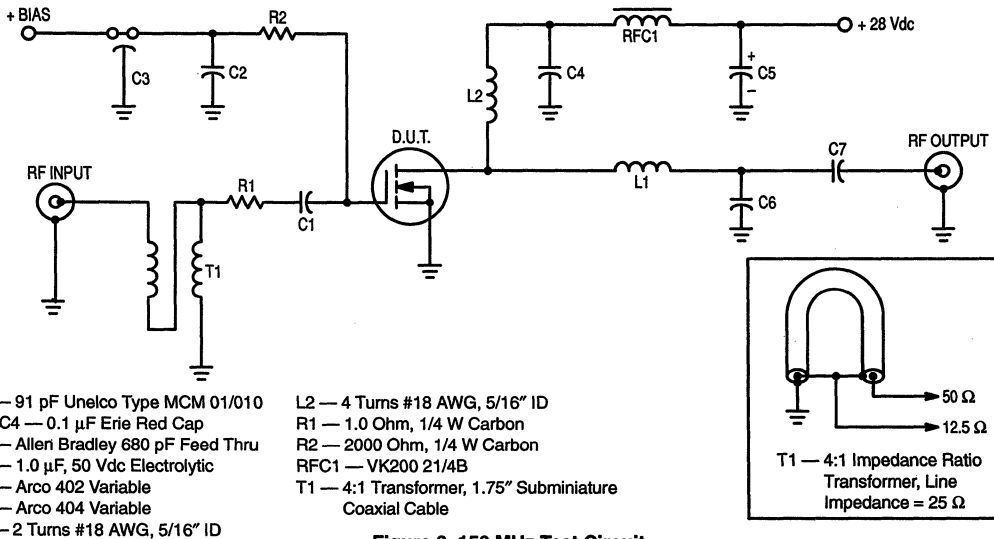 + BIAS
R2
C3
C2
RFC1
+ 28 Vdc
C4
+
C5
–
L2
D.U.T.
RF INPUT
R1
C1
T1
L1
C7
RF OUTPUT
C6
50 Ω
12.5 Ω
T1 — 4:1 Impedance Ratio
Transformer, Line
Impedance = 25 Ω
— 91 pF Unelco Type MCM 01/010
C4 — 0.1 µF Erie Red Cap
— Allen Bradley 680 pF Feed Thru
— 1.0 µF, 50 Vdc Electrolytic
— Arco 402 Variable
— Arco 404 Variable
— 2 Turns #18 AWG, 5/16″ ID
L2 — 4 Turns #18 AWG, 5/16″ ID
R1 — 1.0 Ohm, 1/4 W Carbon
R2 — 2000 Ohm, 1/4 W Carbon
RFC1 — VK200 21/4B
T1 — 4:1 Transformer, 1.75″ Subminiature
Coaxial Cable
Test Circuit